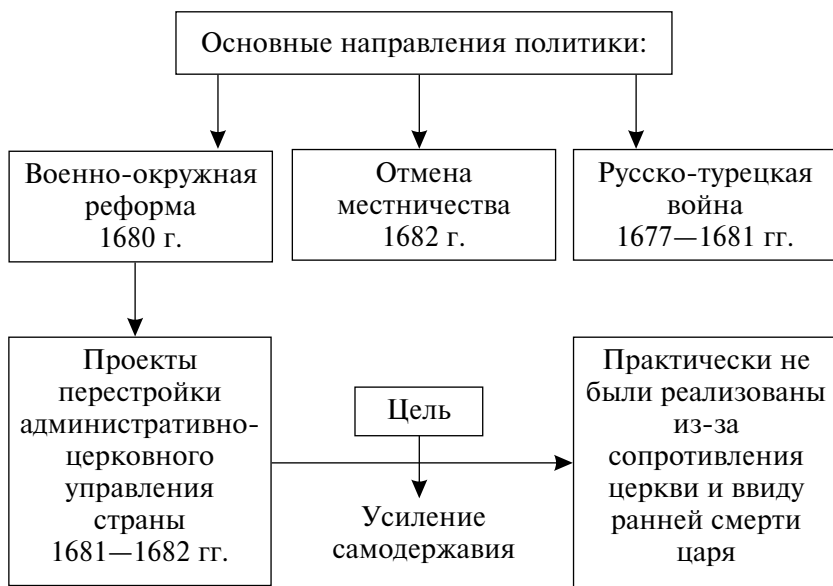 Основные направления политики:
Военно-окружная
реформа
1680 г.
Отмена
местничества
1682 г.
Русско-турецкая
война
1677—1681 гг.
Проекты
перестройки
административно-
церковного
управления
страны
1681—1682 гг.
Цель
Усиление
самодержавия
Практически не
были реализованы
из-за
сопротивления
церкви и ввиду
ранней смерти
царя